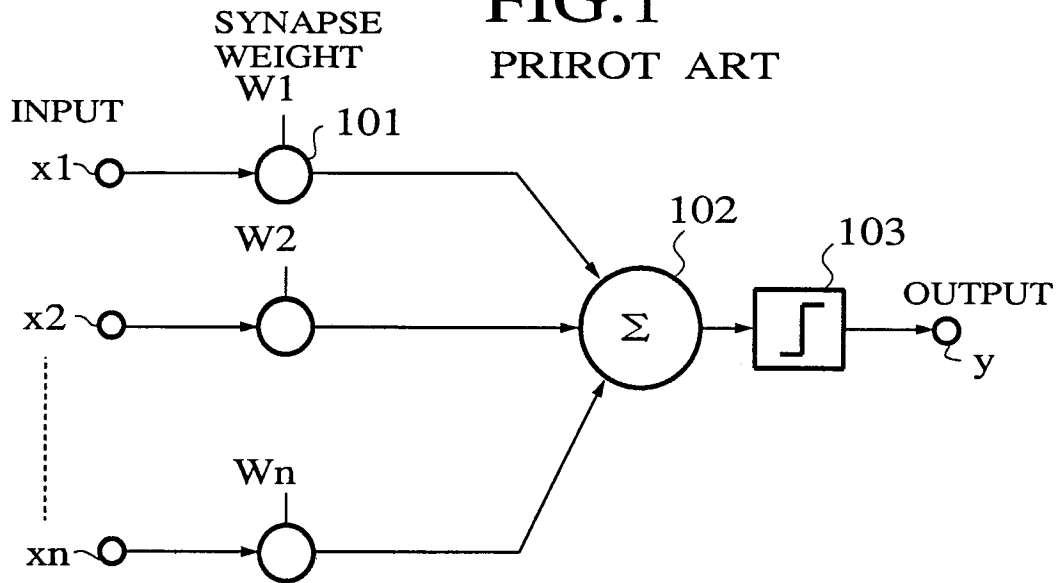 FIG.1
PRIROT ART
SYNAPSE
WEIGHT
W1
INPUT
101
x1
W2
102
103
x2
Σ
OUTPUT
y
Wn
xn